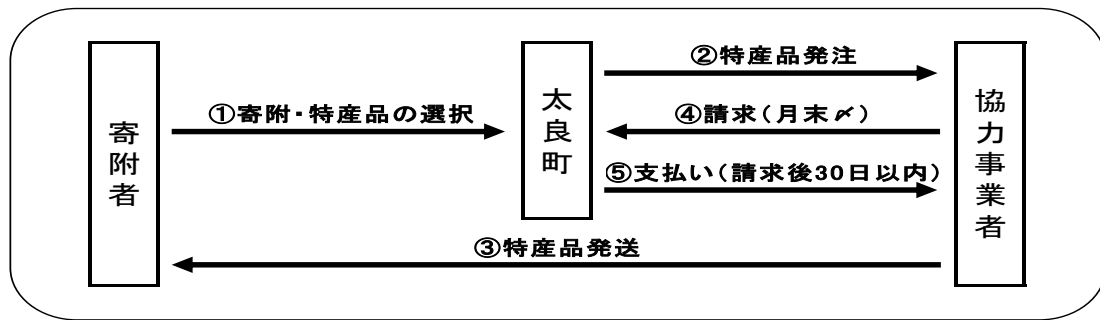 寄附者
①寄附・特産品の選択
太良町
②特産品発注
④請求（月末〆）
⑤支払い（請求後30日以内）
③特産品発送
協力事業者